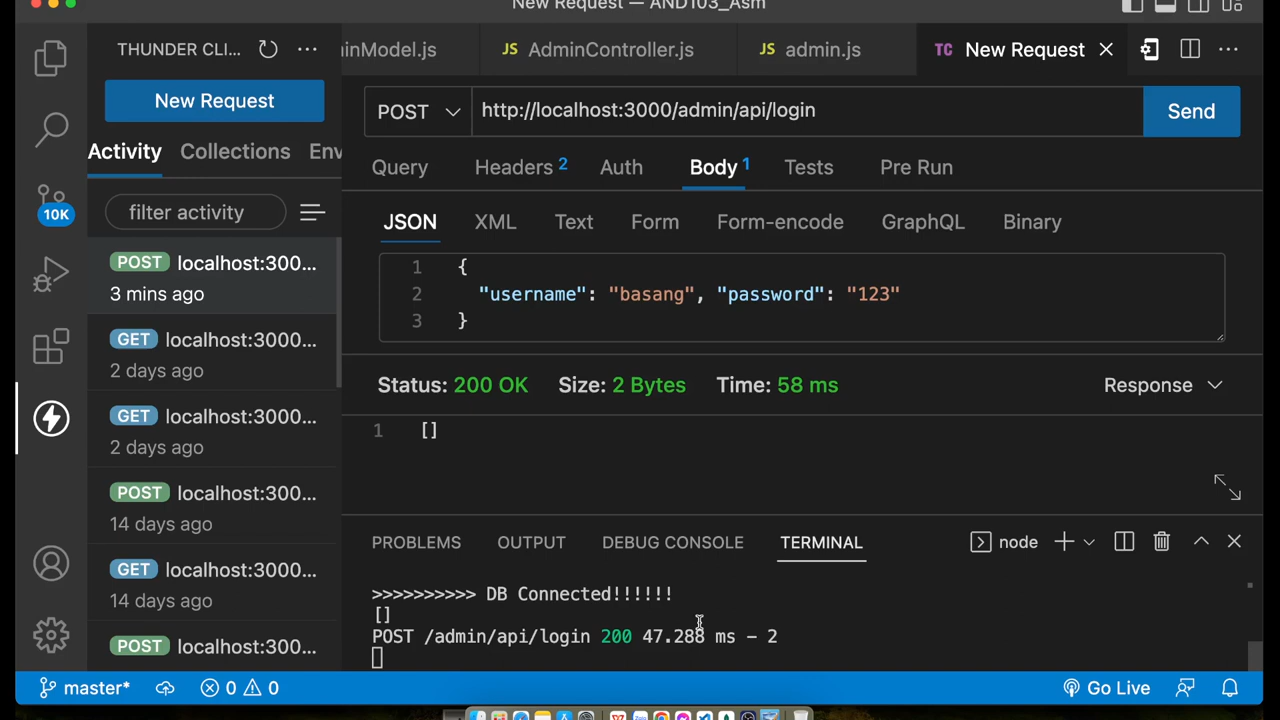 New Request — AND103_Asm
THUNDER CLI...
inModel.js
JS AdminController.js
JS admin.js
TC New Request
New Request
POST
http://localhost:3000/admin/api/login
Send
Activity
Collections
Env
Query
Headers 2
Auth
Body 1
Tests
Pre Run
10K
filter activity
JSON
XML
Text
Form
Form-encode
GraphQL
Binary
POST localhost:300...
3 mins ago
GET localhost:3000...
2 days ago
GET localhost:3000...
2 days ago
POST localhost:300...
14 days ago
GET localhost:3000...
14 days ago
POST localhost:300...
1 {
2 "username": "basang", "password": "123"
3 }
Status: 200 OK
Size: 2 Bytes
Time: 58 ms
Response
1 []
PROBLEMS
OUTPUT
DEBUG CONSOLE
TERMINAL
node
>>>>>>>>>> DB Connected!!!!!!
[]
POST /admin/api/login 200 47.288 ms – 2
master*
0
0
Go Live